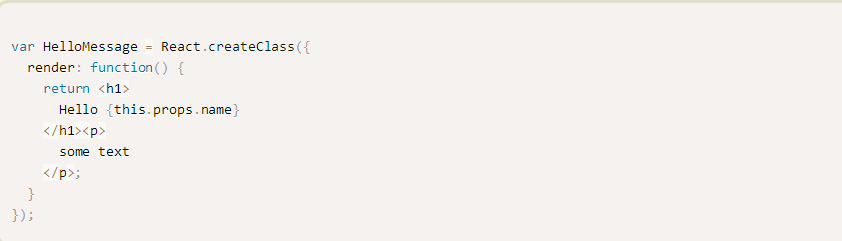 var HelloMessage = React.createClass({
  render: function() {
    return <h1>
      Hello {this.props.name}
    </h1><p>
      some text
    </p>;
  }
});